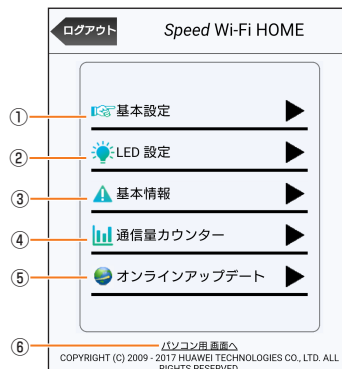 ログアウト Speed Wi-Fi HOME
① 基本設定
② LED 設定
③ 基本情報
④ 通信量カウンター
⑤ オンラインアップデート
⑥ パソコン用 画面へ
COPYRIGHT (C) 2009 - 2017 HUAWEI TECHNOLOGIES CO., LTD. ALL
RIGHTS RESERVED